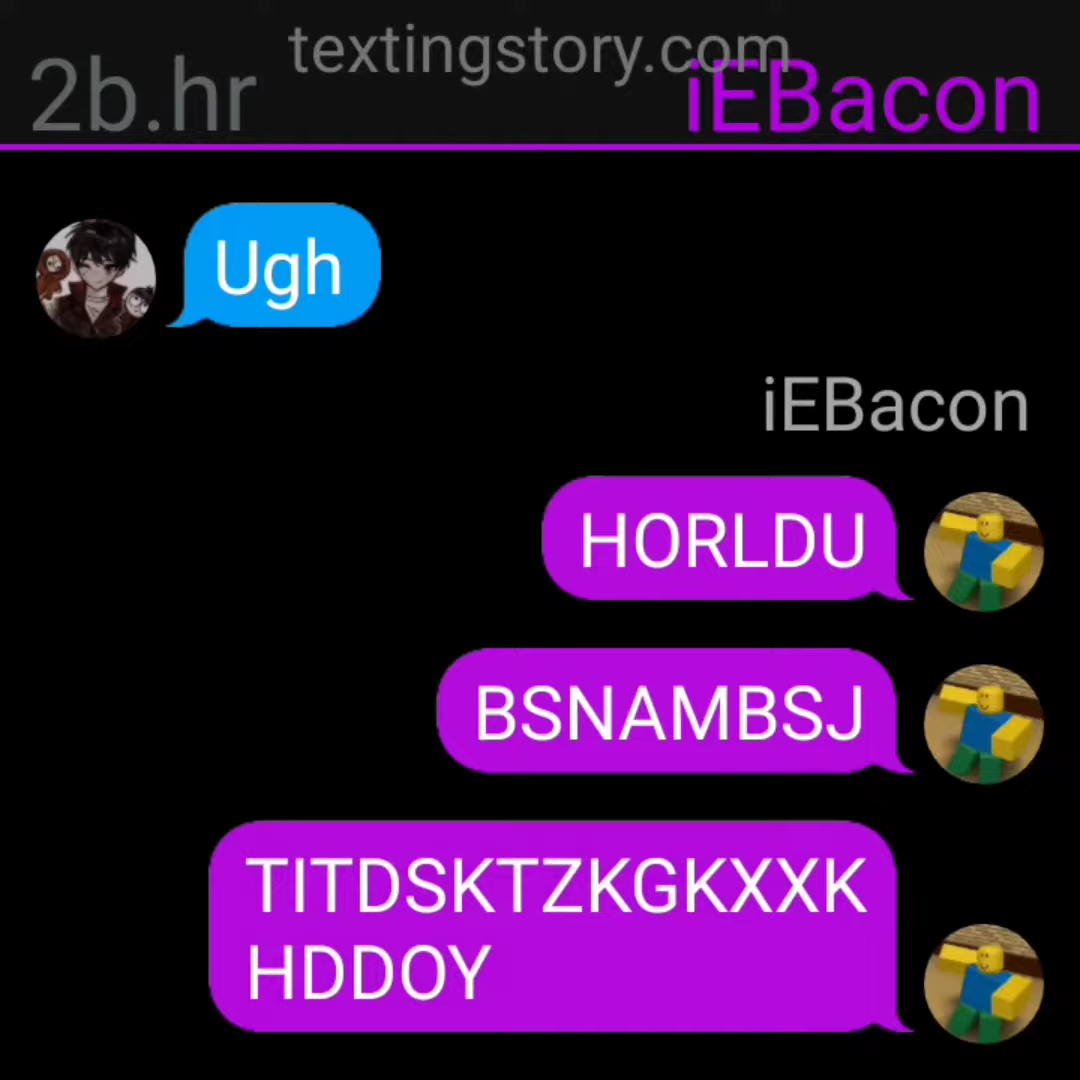 textingstory.com
2b.hr
iEBacon
Ugh
iEBacon
HORLDU
BSNAMBSJ
TITDSKTZKGKXXK
HDDOY